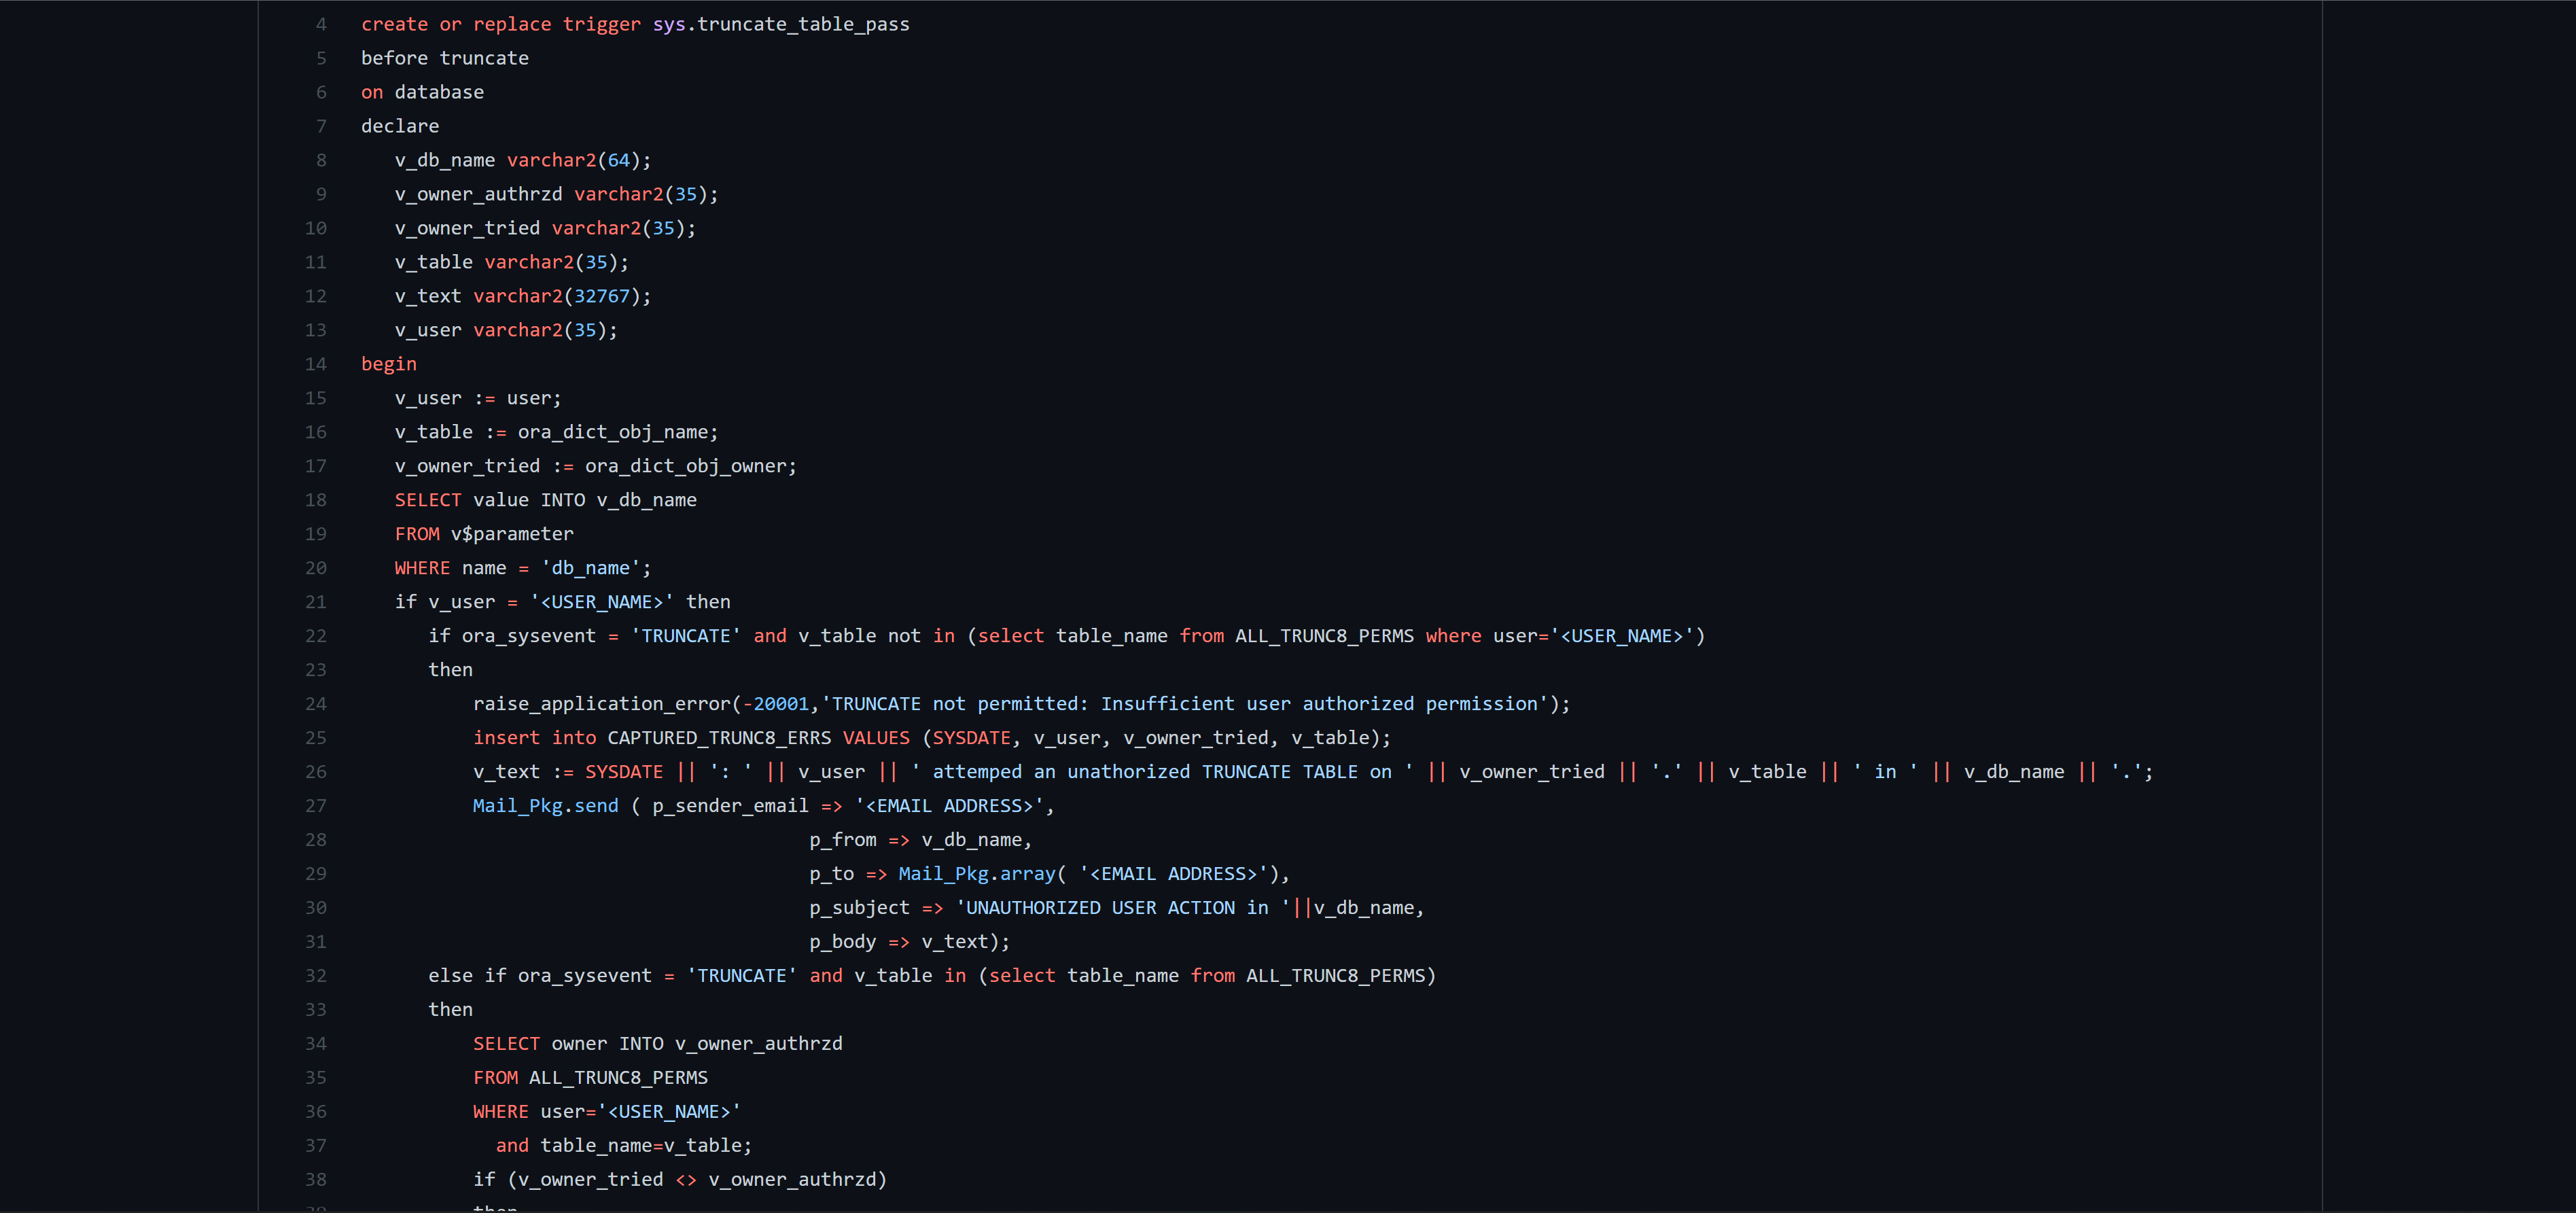 4 create or replace trigger sys.truncate_table_pass
5 before truncate
6 on database
7 declare
8 v_db_name varchar2(64);
9 v_owner_authrzd varchar2(35);
10 v_owner_tried varchar2(35);
11 v_table varchar2(35);
12 v_text varchar2(32767);
13 v_user varchar2(35);
14 begin
15 v_user := user;
16 v_table := ora_dict_obj_name;
17 v_owner_tried := ora_dict_obj_owner;
18 SELECT value INTO v_db_name
19 FROM v$parameter
20 WHERE name = 'db_name';
21 if v_user = '<USER_NAME>' then
22 if ora_sysevent = 'TRUNCATE' and v_table not in (select table_name from ALL_TRUNC8_PERMS where user='<USER_NAME>')
23 then
24 raise_application_error(-20001,'TRUNCATE not permitted: Insufficient user authorized permission');
25 insert into CAPTURED_TRUNC8_ERRS VALUES (SYSDATE, v_user, v_owner_tried, v_table);
26 v_text := SYSDATE || ': ' || v_user || ' attemped an unathorized TRUNCATE TABLE on ' || v_owner_tried || '.' || v_table || ' in ' || v_db_name || '.';
27 Mail_Pkg.send ( p_sender_email => '<EMAIL ADDRESS>',
28 p_from => v_db_name,
29 p_to => Mail_Pkg.array( '<EMAIL ADDRESS>'),
30 p_subject => 'UNAUTHORIZED USER ACTION in '||v_db_name,
31 p_body => v_text);
32 else if ora_sysevent = 'TRUNCATE' and v_table in (select table_name from ALL_TRUNC8_PERMS)
33 then
34 SELECT owner INTO v_owner_authrzd
35 FROM ALL_TRUNC8_PERMS
36 WHERE user='<USER_NAME>'
37 and table_name=v_table;
38 if (v_owner_tried <> v_owner_authrzd)
39 then